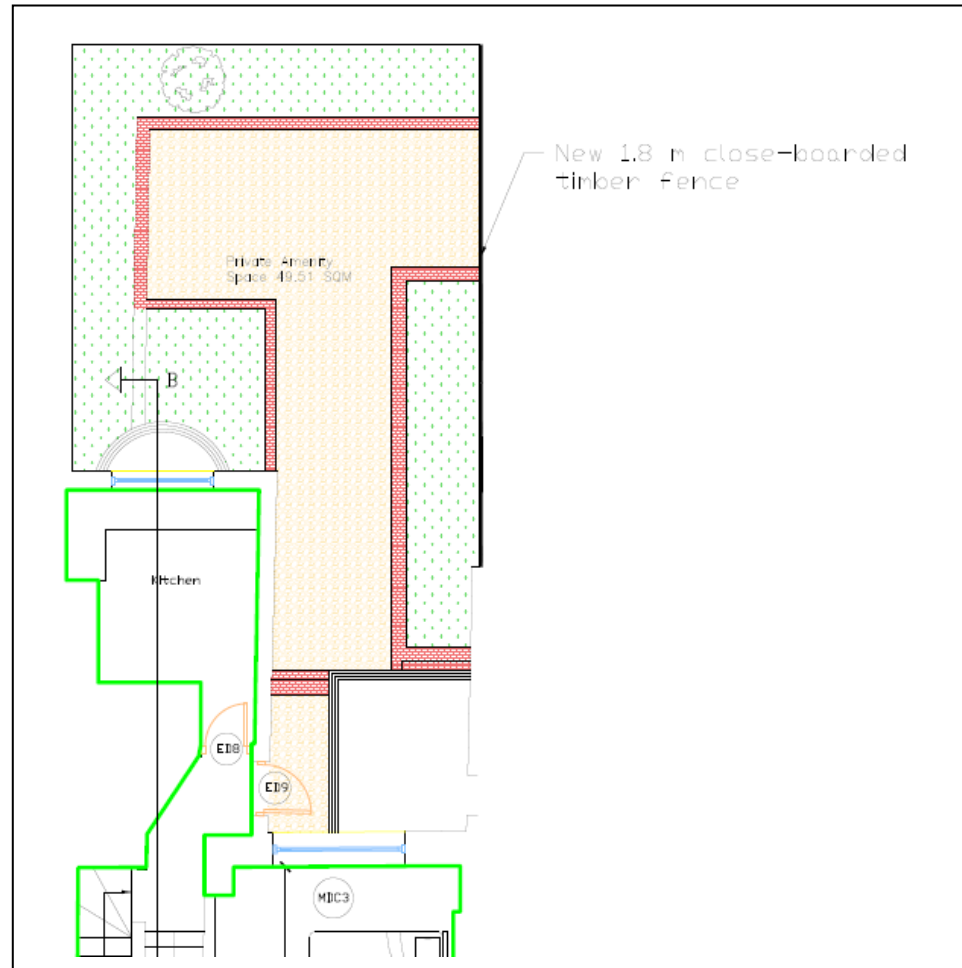 New 1.8 m close-boarded
timber fence
Private Amenity
Space 49.51 SQM
B
Kitchen
ED8
ED9
MDC3